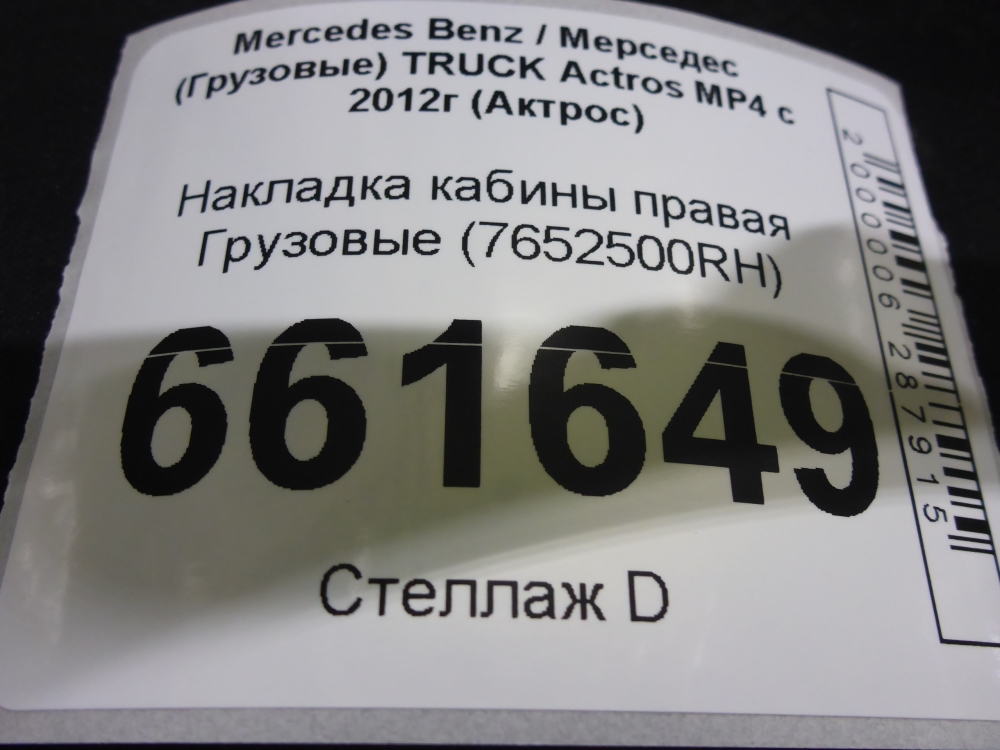 Mercedes Benz / Мерседес
(Грузовые) TRUCK Actros MP4 с
2012г (Актрос)
Накладка кабины правая
Грузовые (7652500RH)
661649
Стеллаж D
2000006287915